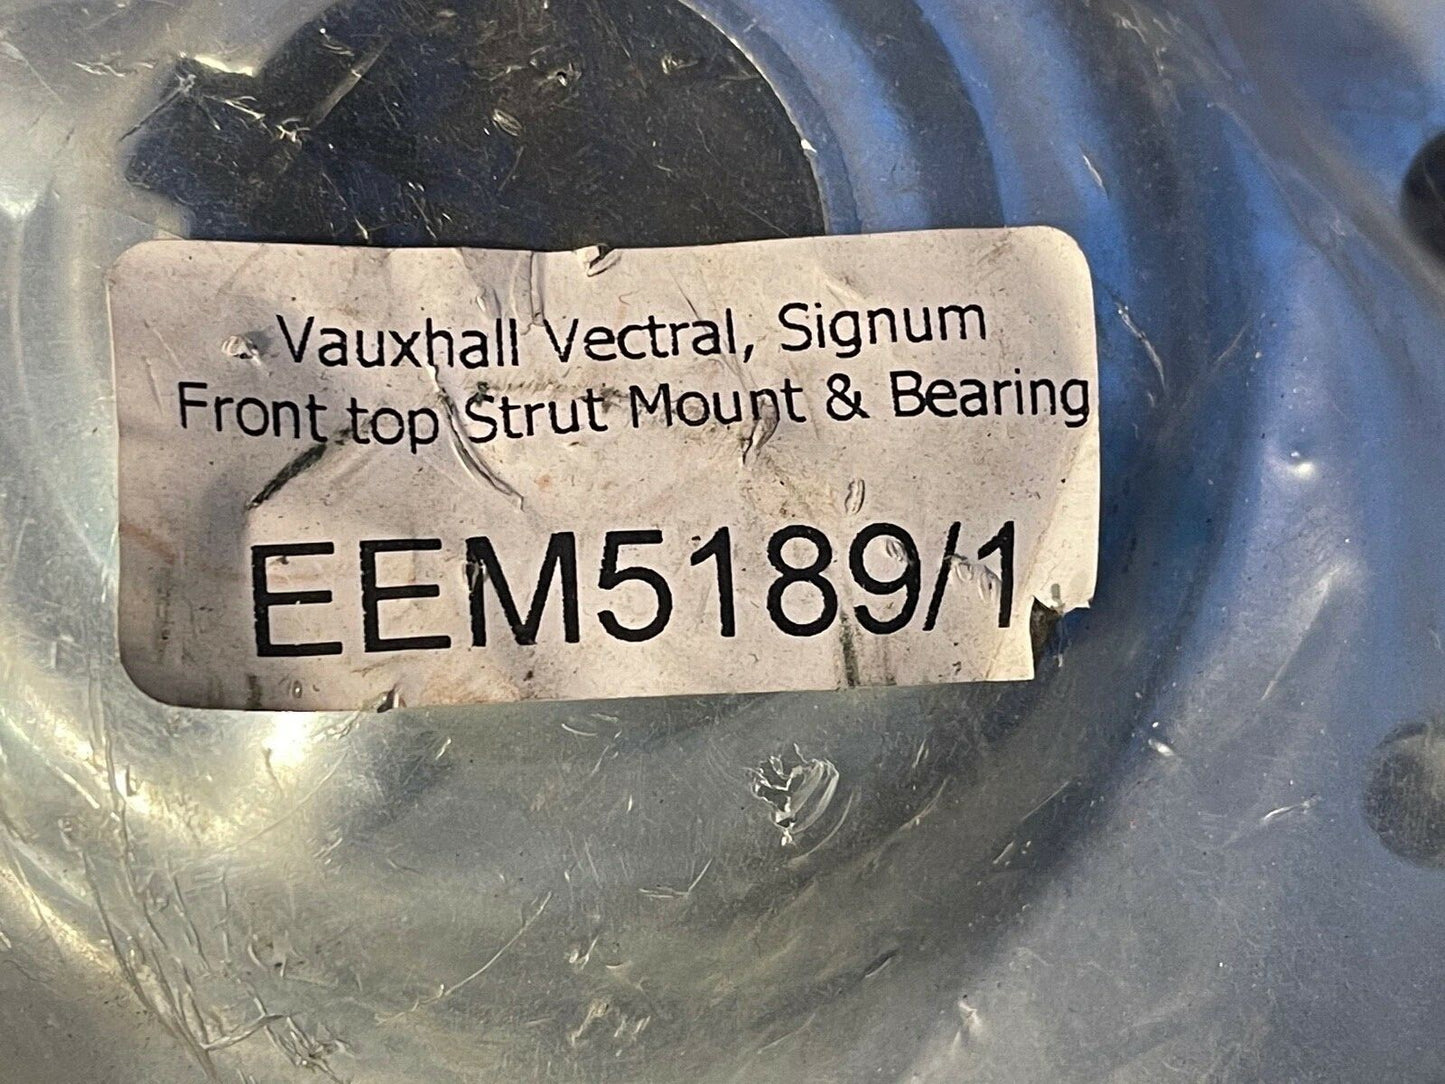 Vauxhall Vectral, Signum
Front top Strut Mount & Bearing
EEM5189/1